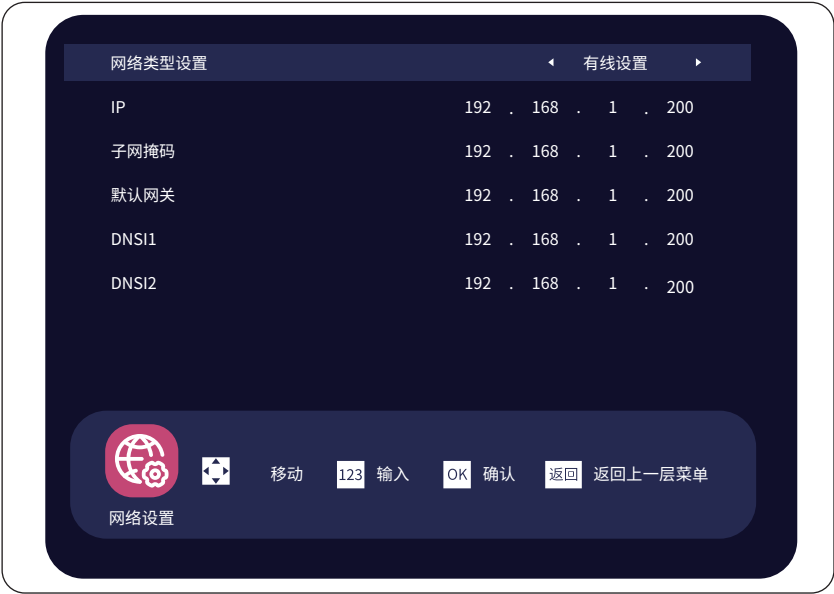 网络类型设置 有线设置
IP 192 . 168 . 1 . 200
子网掩码 192 . 168 . 1 . 200
默认网关 192 . 168 . 1 . 200
DNSI1 192 . 168 . 1 . 200
DNSI2 192 . 168 . 1 . 200
移动 123 输入 OK 确认 返回 返回上一层菜单
网络设置